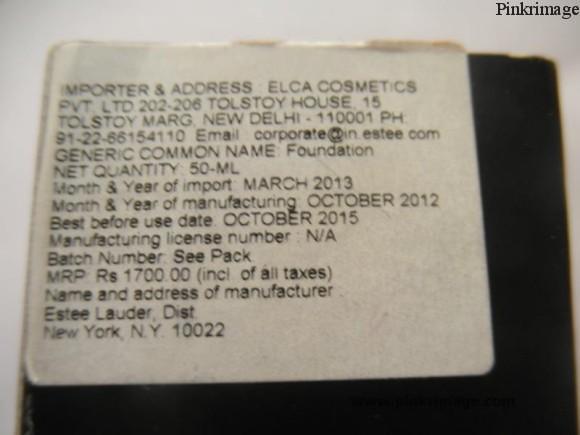 Pinkrimage
IMPORTER & ADDRESS : ELCA COSMETICS
PVT. LTD 202-206 TOLSTOY HOUSE, 15
TOLSTOY MARG, NEW DELHI - 110001 PH:
91-22-66154110 Email : corporate@in.estee.com
GENERIC COMMON NAME: Foundation
NET QUANTITY: 50-ML
Month & Year of import: MARCH 2013
Month & Year of manufacturing: OCTOBER 2012
Best before use date: OCTOBER 2015
Manufacturing license number : N/A
Batch Number: See Pack
MRP: Rs 1700.00 (incl. of all taxes)
Name and address of manufacturer :
Estee Lauder, Dist.
New York, N.Y. 10022
www.pinkrimage.com